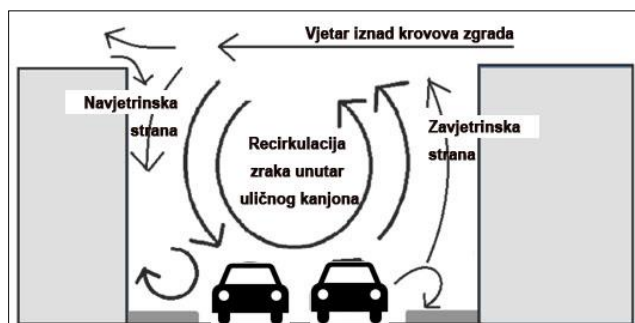 Vjetar iznad krovova zgrada
Navjetrinska
strana
Zavjetrinska
strana
Recirkulacija
zraka unutar
uličnog kanjona